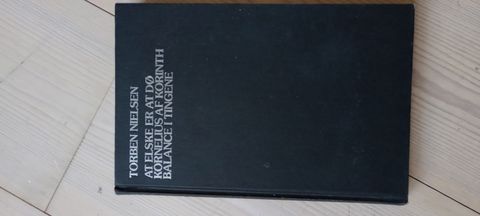 TORBEN NIELSEN
AT ELSKE ER AT DØ
KORNELIUS AF KORINTH
BALANCE I TINGENE